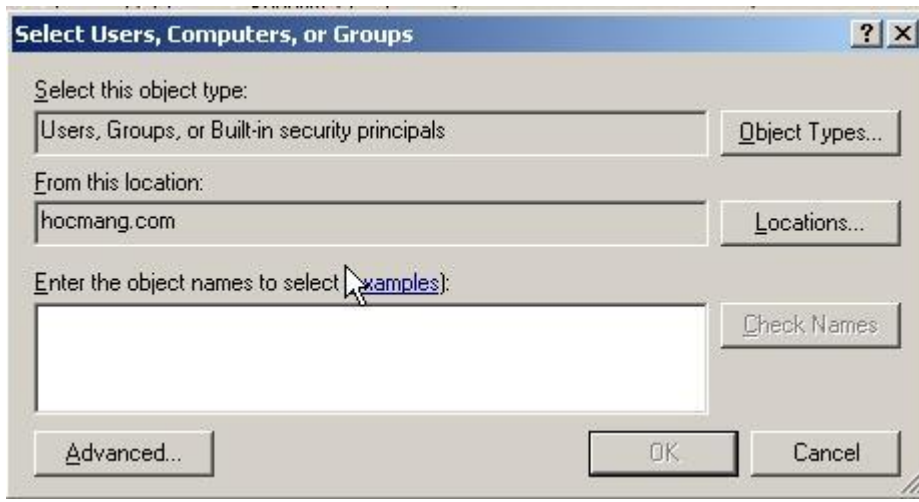 Select Users, Computers, or Groups
Select this object type:
Users, Groups, or Built-in security principals
Object Types...
From this location:
hocmang.com
Locations...
Enter the object names to select xamples):
Check Names
Advanced...
OK
Cancel